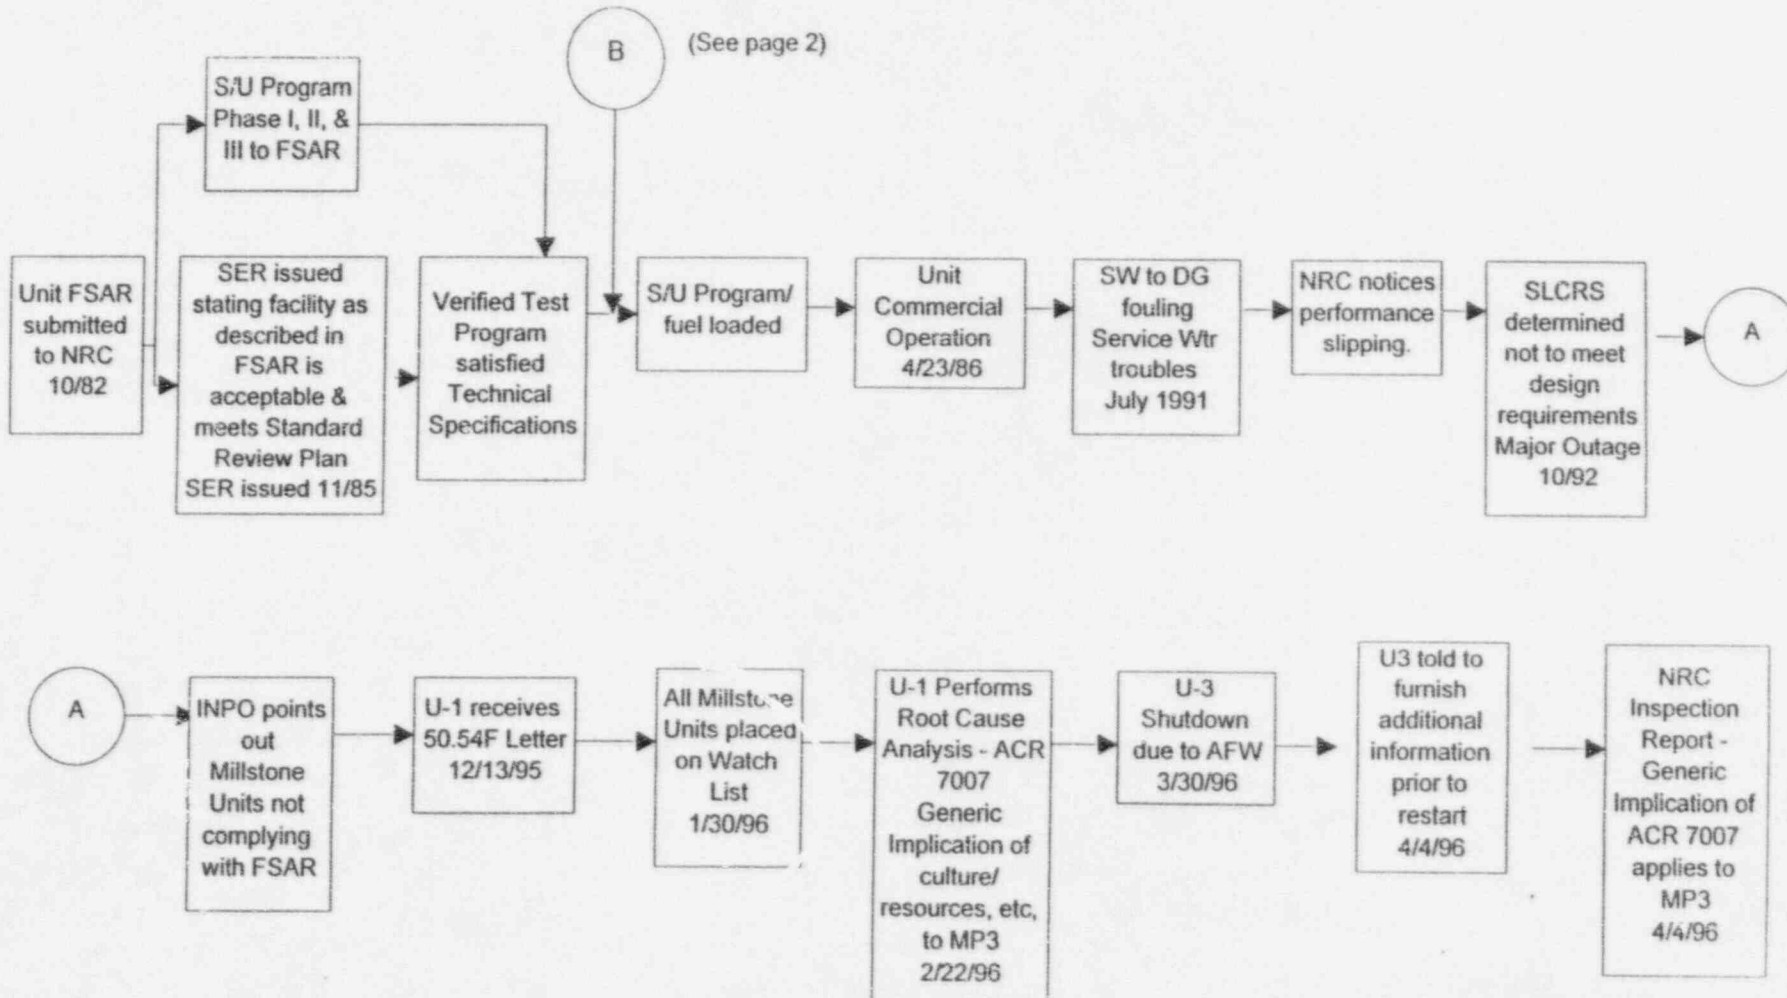 B
(See page 2)
S/U Program
Phase I, II, &
III to FSAR
Unit FSAR
submitted
to NRC
10/82
SER issued
stating facility as
described in
FSAR is
acceptable &
meets Standard
Review Plan
SER issued 11/85
Verified Test
Program
satisfied
Technical
Specifications
S/U Program/
fuel loaded
Unit
Commercial
Operation
4/23/86
SW to DG
fouling
Service Wtr
troubles
July 1991
NRC notices
performance
slipping.
SLCRS
determined
not to meet
design
requirements
Major Outage
10/92
A
A
INPO points
out
Millstone
Units not
complying
with FSAR
U-1 receives
50.54F Letter
12/13/95
All Millstone
Units placed
on Watch
List
1/30/96
U-1 Performs
Root Cause
Analysis - ACR
7007
Generic
Implication of
culture/
resources, etc,
to MP3
2/22/96
U-3
Shutdown
due to AFW
3/30/96
U3 told to
furnish
additional
information
prior to
restart
4/4/96
NRC
Inspection
Report -
Generic
Implication of
ACR 7007
applies to
MP3
4/4/96